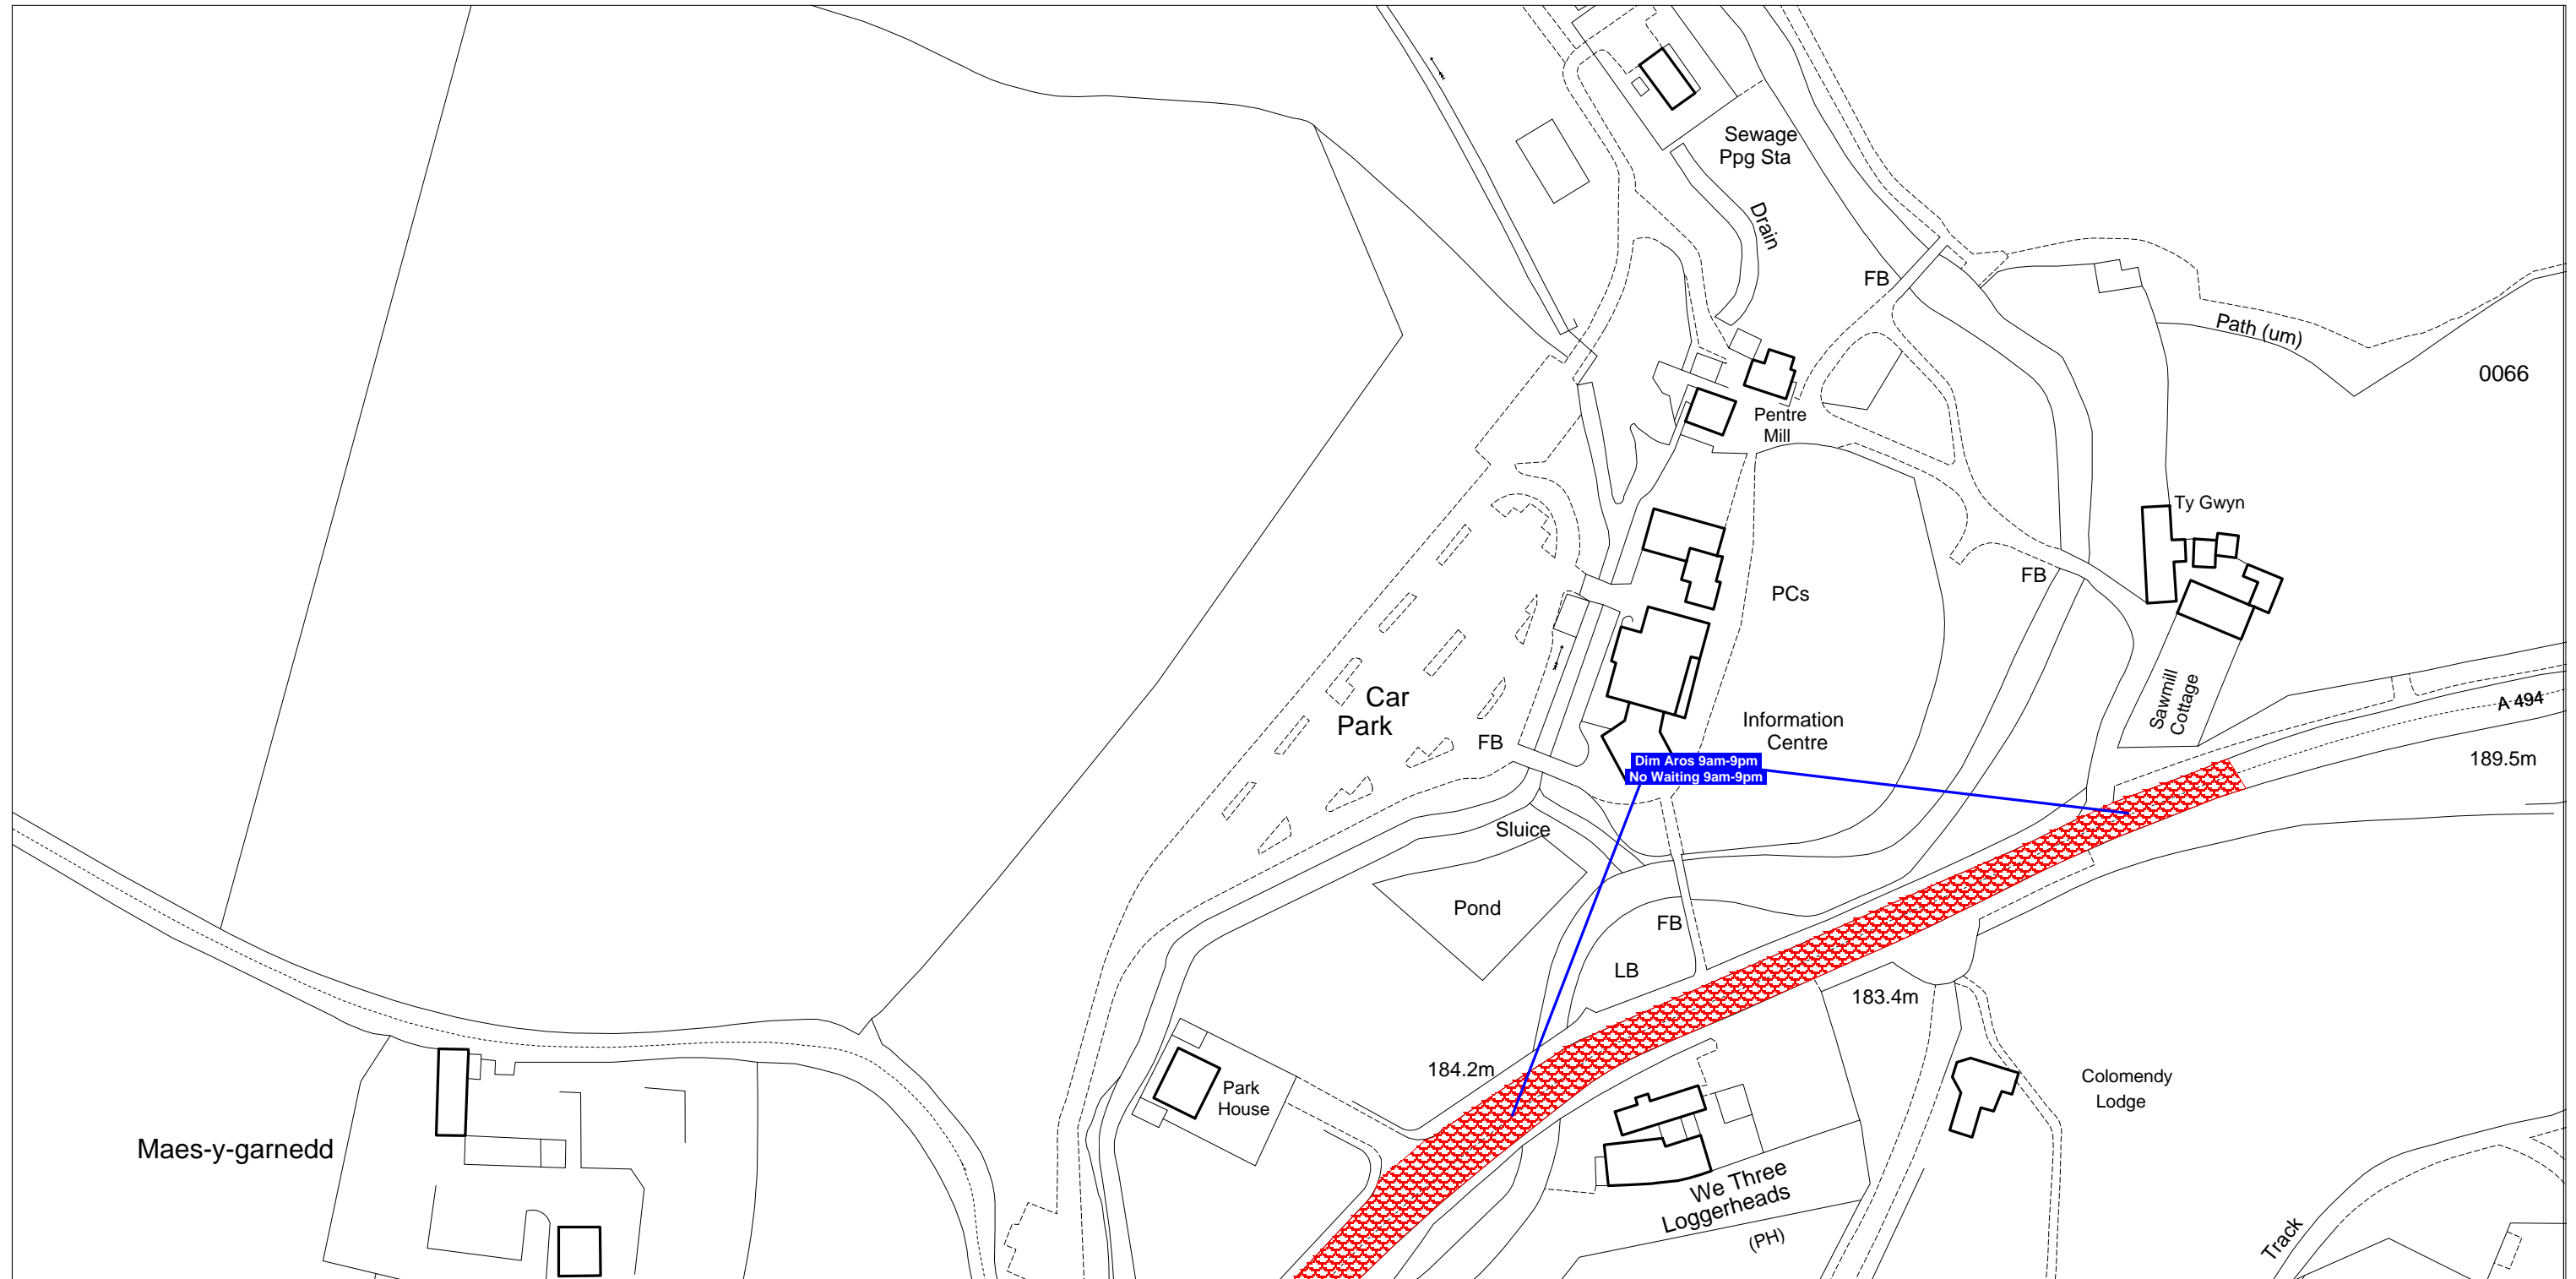 Sewage
Ppg Sta
Drain
FB
Path (um)
0066
Pentre
Mill
Ty Gwyn
PCs
FB
Car
Park
Sawmill
Cottage
A 494
Information
Centre
FB
189.5m
Dim Aros 9am-9pm
No Waiting 9am-9pm
Sluice
Pond
FB
LB
183.4m
184.2m
Park
House
Colomendy
Lodge
Maes-y-garnedd
We Three
Loggerheads
(PH)
Track